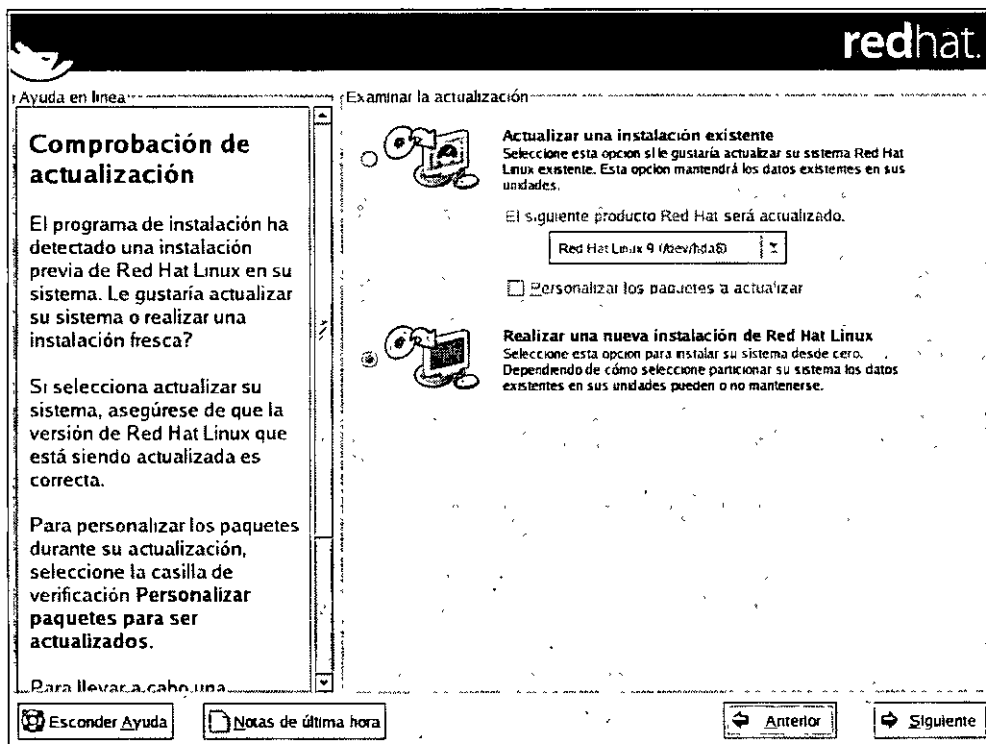 redhat.
Ayuda en línea
Comprobación de
actualización
El programa de instalación ha
detectado una instalación
previa de Red Hat Linux en su
sistema. Le gustaría actualizar
su sistema o realizar una
instalación fresca?
Si selecciona actualizar su
sistema, asegúrese de que la
versión de Red Hat Linux que
está siendo actualizada es
correcta.
Para personalizar los paquetes
durante su actualización,
seleccione la casilla de
verificación Personalizar
paquetes para ser
actualizados.
Para llevar a cabo una
Examinar la actualización
Actualizar una instalación existente
Seleccione esta opción si le gustaría actualizar su sistema Red Hat
Linux existente. Esta opción mantendrá los datos existentes en sus
unidades.
El siguiente producto Red Hat será actualizado.
Red Hat Linux 9 (/dev/hda6)
Personalizar los paquetes a actualizar
Realizar una nueva instalación de Red Hat Linux
Seleccione esta opción para instalar su sistema desde cero.
Dependiendo de cómo seleccione particionar su sistema los datos
existentes en sus unidades pueden o no mantenerse.
Esconder Ayuda
Notas de última hora
Anterior
Siguiente